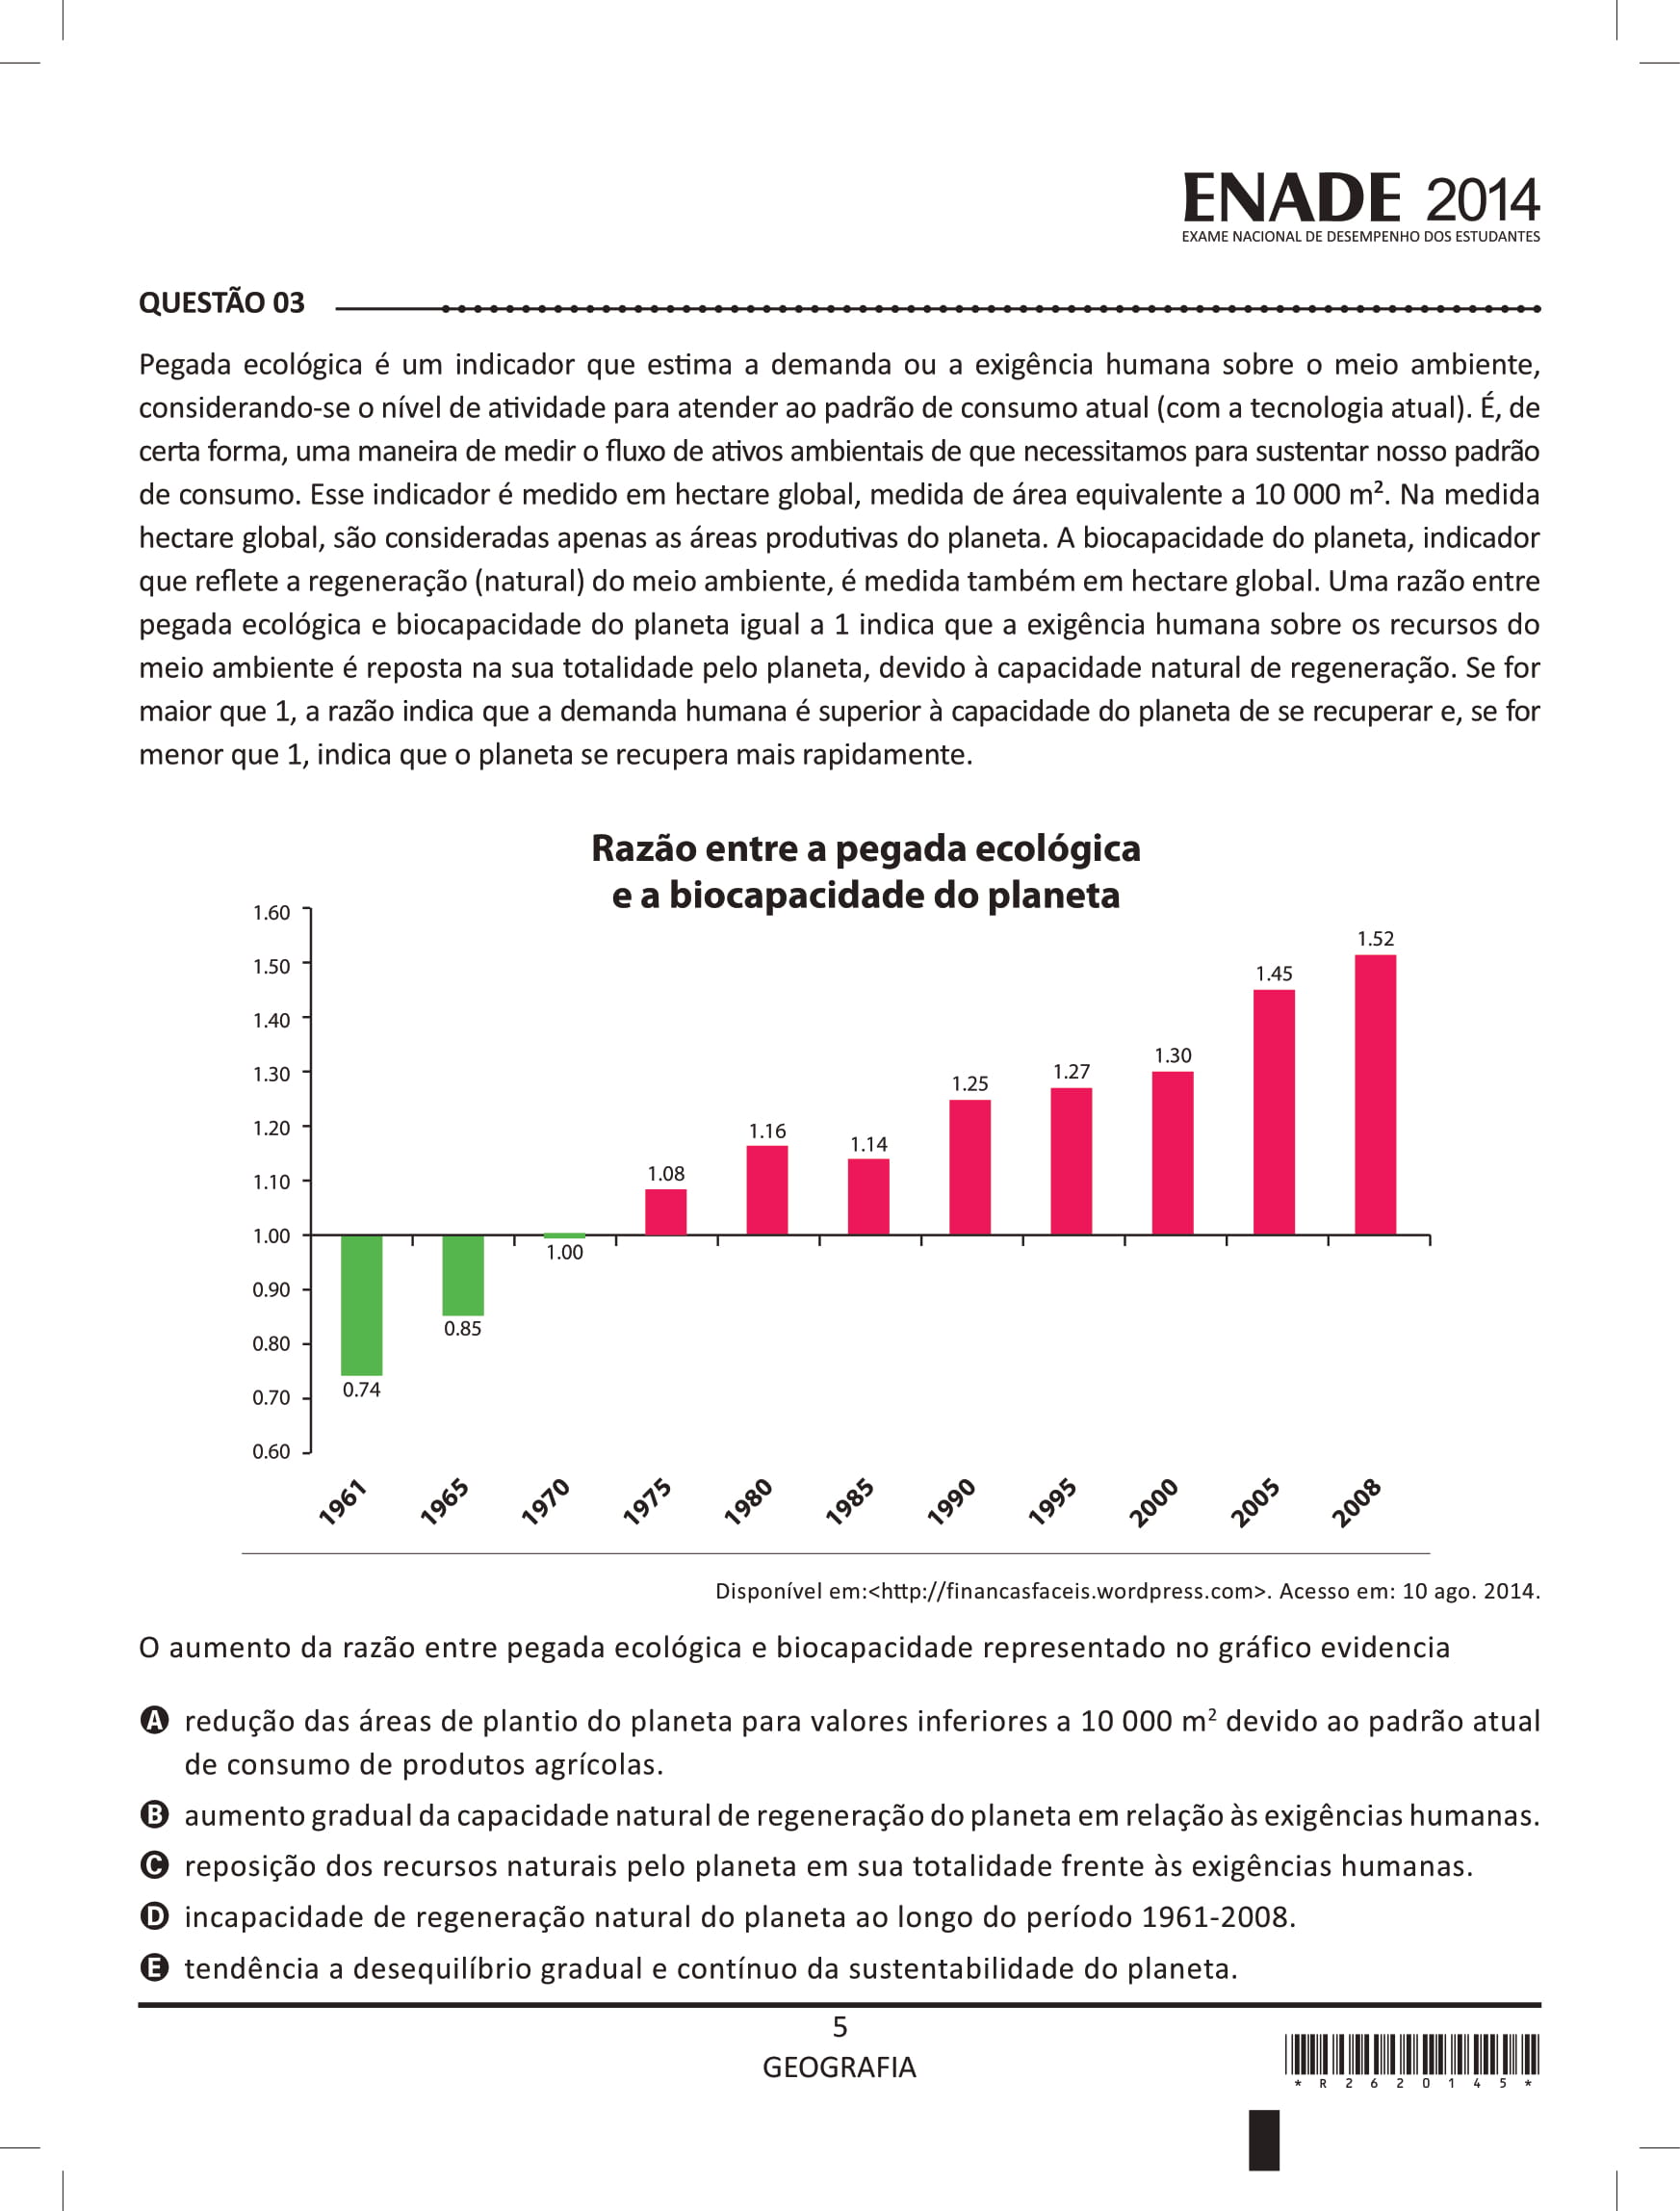 ENADE 2014
EXAME NACIONAL DE DESEMPENHO DOS ESTUDANTES
QUESTÃO 03
Pegada ecológica é um indicador que estima a demanda ou a exigência humana sobre o meio ambiente,
considerando-se o nível de atividade para atender ao padrão de consumo atual (com a tecnologia atual). É, de
certa forma, uma maneira de medir o fluxo de ativos ambientais de que necessitamos para sustentar nosso padrão
de consumo. Esse indicador é medido em hectare global, medida de área equivalente a 10 000 m². Na medida
hectare global, são consideradas apenas as áreas produtivas do planeta. A biocapacidade do planeta, indicador
que reflete a regeneração (natural) do meio ambiente, é medida também em hectare global. Uma razão entre
pegada ecológica e biocapacidade do planeta igual a 1 indica que a exigência humana sobre os recursos do
meio ambiente é reposta na sua totalidade pelo planeta, devido à capacidade natural de regeneração. Se for
maior que 1, a razão indica que a demanda humana é superior à capacidade do planeta de se recuperar e, se for
menor que 1, indica que o planeta se recupera mais rapidamente.
Razão entre a pegada ecológica
e a biocapacidade do planeta
1.60
1.50
1.40
1.30
1.20
1.10
1.00
0.90
0.80
0.70
0.60
0.74
0.85
1.00
1.08
1.16
1.14
1.25
1.27
1.30
1.45
1.52
1961
1965
1970
1975
1980
1985
1990
1995
2000
2005
2008
Disponível em:<http://financasfaceis.wordpress.com>. Acesso em: 10 ago. 2014.
O aumento da razão entre pegada ecológica e biocapacidade representado no gráfico evidencia
A redução das áreas de plantio do planeta para valores inferiores a 10 000 m² devido ao padrão atual
de consumo de produtos agrícolas.
B aumento gradual da capacidade natural de regeneração do planeta em relação às exigências humanas.
C reposição dos recursos naturais pelo planeta em sua totalidade frente às exigências humanas.
D incapacidade de regeneração natural do planeta ao longo do período 1961-2008.
E tendência a desequilíbrio gradual e contínuo da sustentabilidade do planeta.
5
GEOGRAFIA
* R 2 6 2 0 1 4 5 *